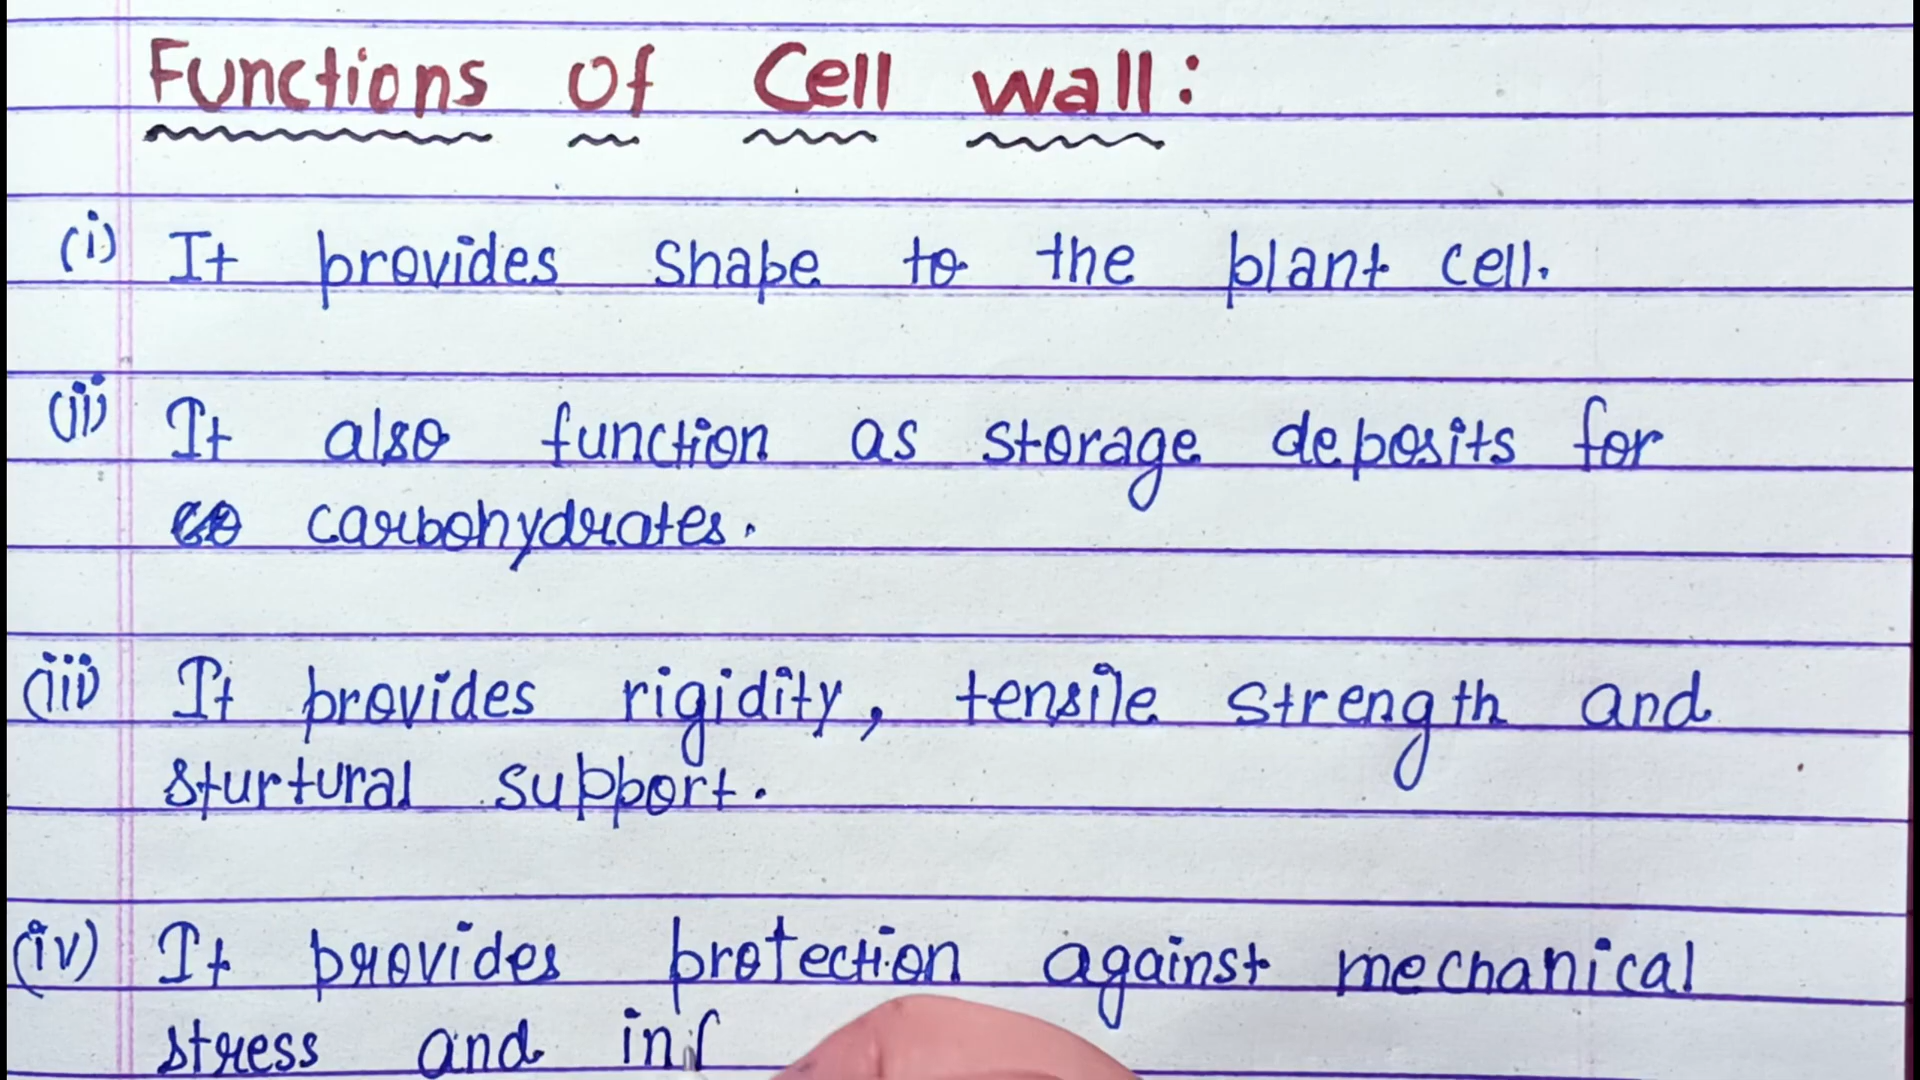 Functions of Cell wall:
(i) It provides shape to the plant cell.
(ii) It also function as storage deposits for
carbohydrates.
(iii) It provides rigidity, tensile strength and
sturtural support.
(iv) It provides protection against mechanical
stress and inf